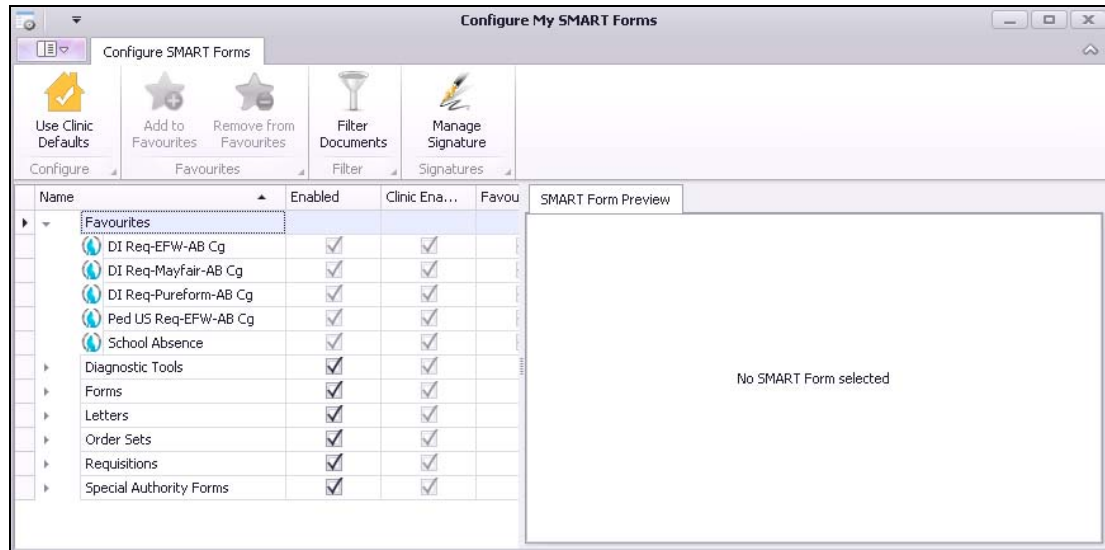 Configure My SMART Forms
Configure SMART Forms
Use Clinic Defaults
Add to Favourites
Remove from Favourites
Filter Documents
Manage Signature
Configure
Favourites
Filter
Signatures
Name Enabled Clinic Ena... Favou
Favourites
DI Req-EFW-AB Cg
DI Req-Mayfair-AB Cg
DI Req-Pureform-AB Cg
Ped US Req-EFW-AB Cg
School Absence
Diagnostic Tools
Forms
Letters
Order Sets
Requisitions
Special Authority Forms
SMART Form Preview
No SMART Form selected